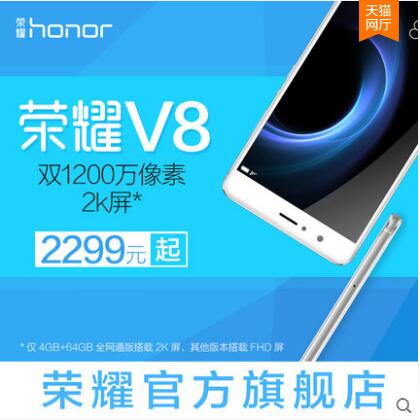 荣耀 honor
天猫
网厅
荣耀V8
双1200万像素
2k屏*
2299元起
*仅 4GB+64GB 全网通版搭载 2K 屏，其他版本搭载 FHD 屏
荣耀官方旗舰店